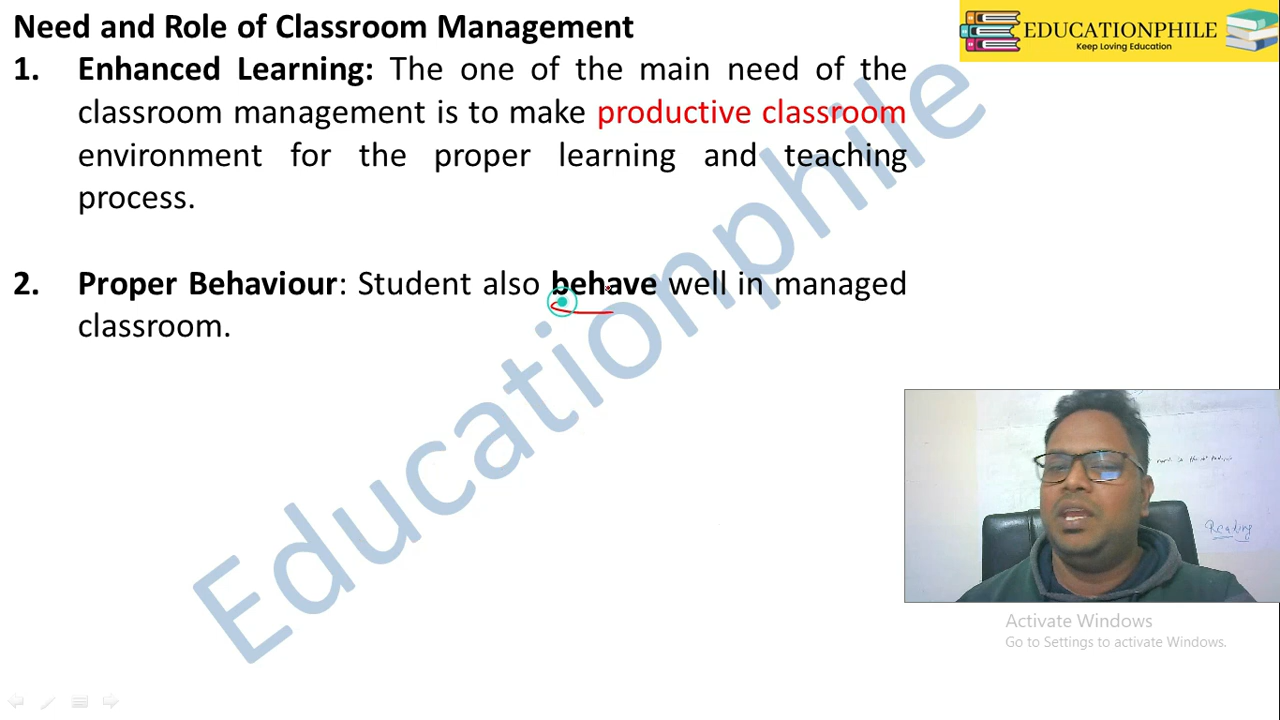 Need and Role of Classroom Management
EDUCATIONPHILE
Keep Loving Education
1. Enhanced Learning: The one of the main need of the
classroom management is to make productive classroom
environment for the proper learning and teaching
process.
2. Proper Behaviour: Student also behave well in managed
classroom.
Educationphile
Reading
Activate Windows
Go to Settings to activate Windows.